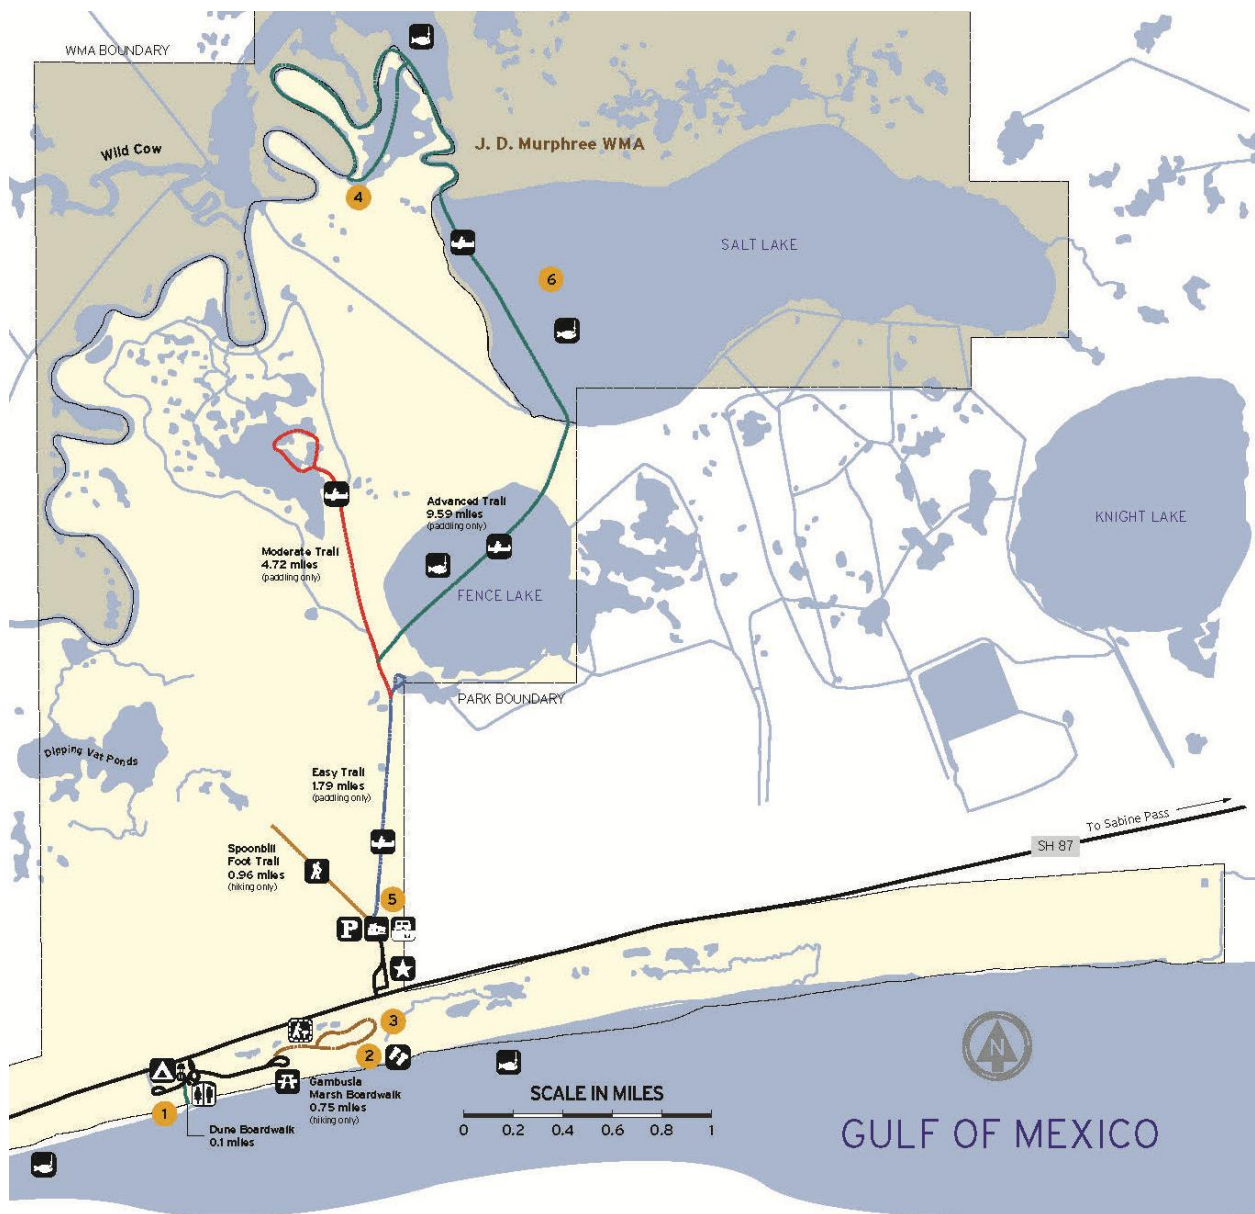 WMA BOUNDARY
Wild Cow
J. D. Murphree WMA
4
SALT LAKE
6
Advanced Trail
9.59 miles
(paddling only)
KNIGHT LAKE
Moderate Trail
4.72 miles
(paddling only)
FENCE LAKE
PARK BOUNDARY
Dipping Vat Ponds
Easy Trail
1.79 miles
(paddling only)
To Sabine Pass
SH 87
Spoonbill
Foot Trail
0.96 miles
(hiking only)
5
P
3
2
N
Gambusia
Marsh Boardwalk
0.75 miles
(hiking only)
1
Dune Boardwalk
0.1 miles
SCALE IN MILES
0 0.2 0.4 0.6 0.8 1
GULF OF MEXICO